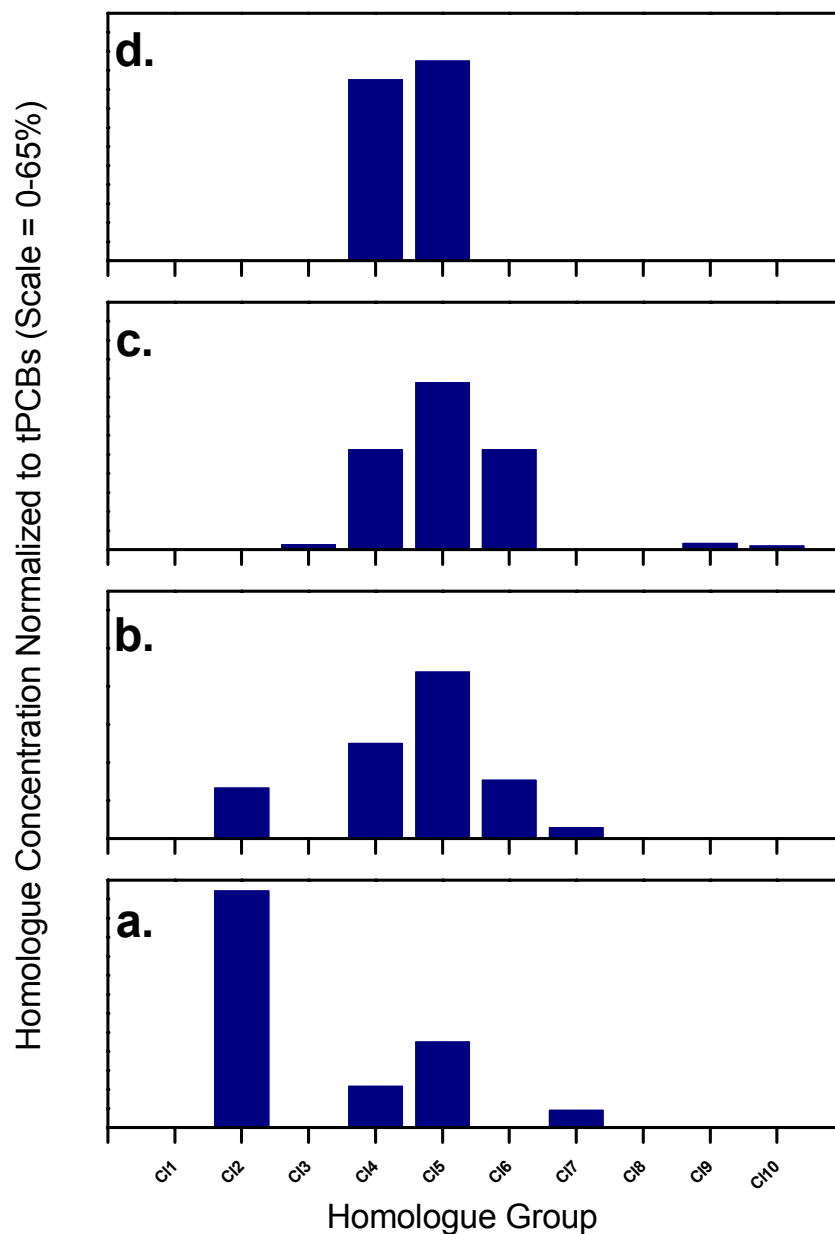 Homologue Concentration Normalized to tPCBs (Scale = 0-65%)
d.
c.
b.
a.
Cl1 Cl2 Cl3 Cl4 Cl5 Cl6 Cl7 Cl8 Cl9 Cl10
Homologue Group